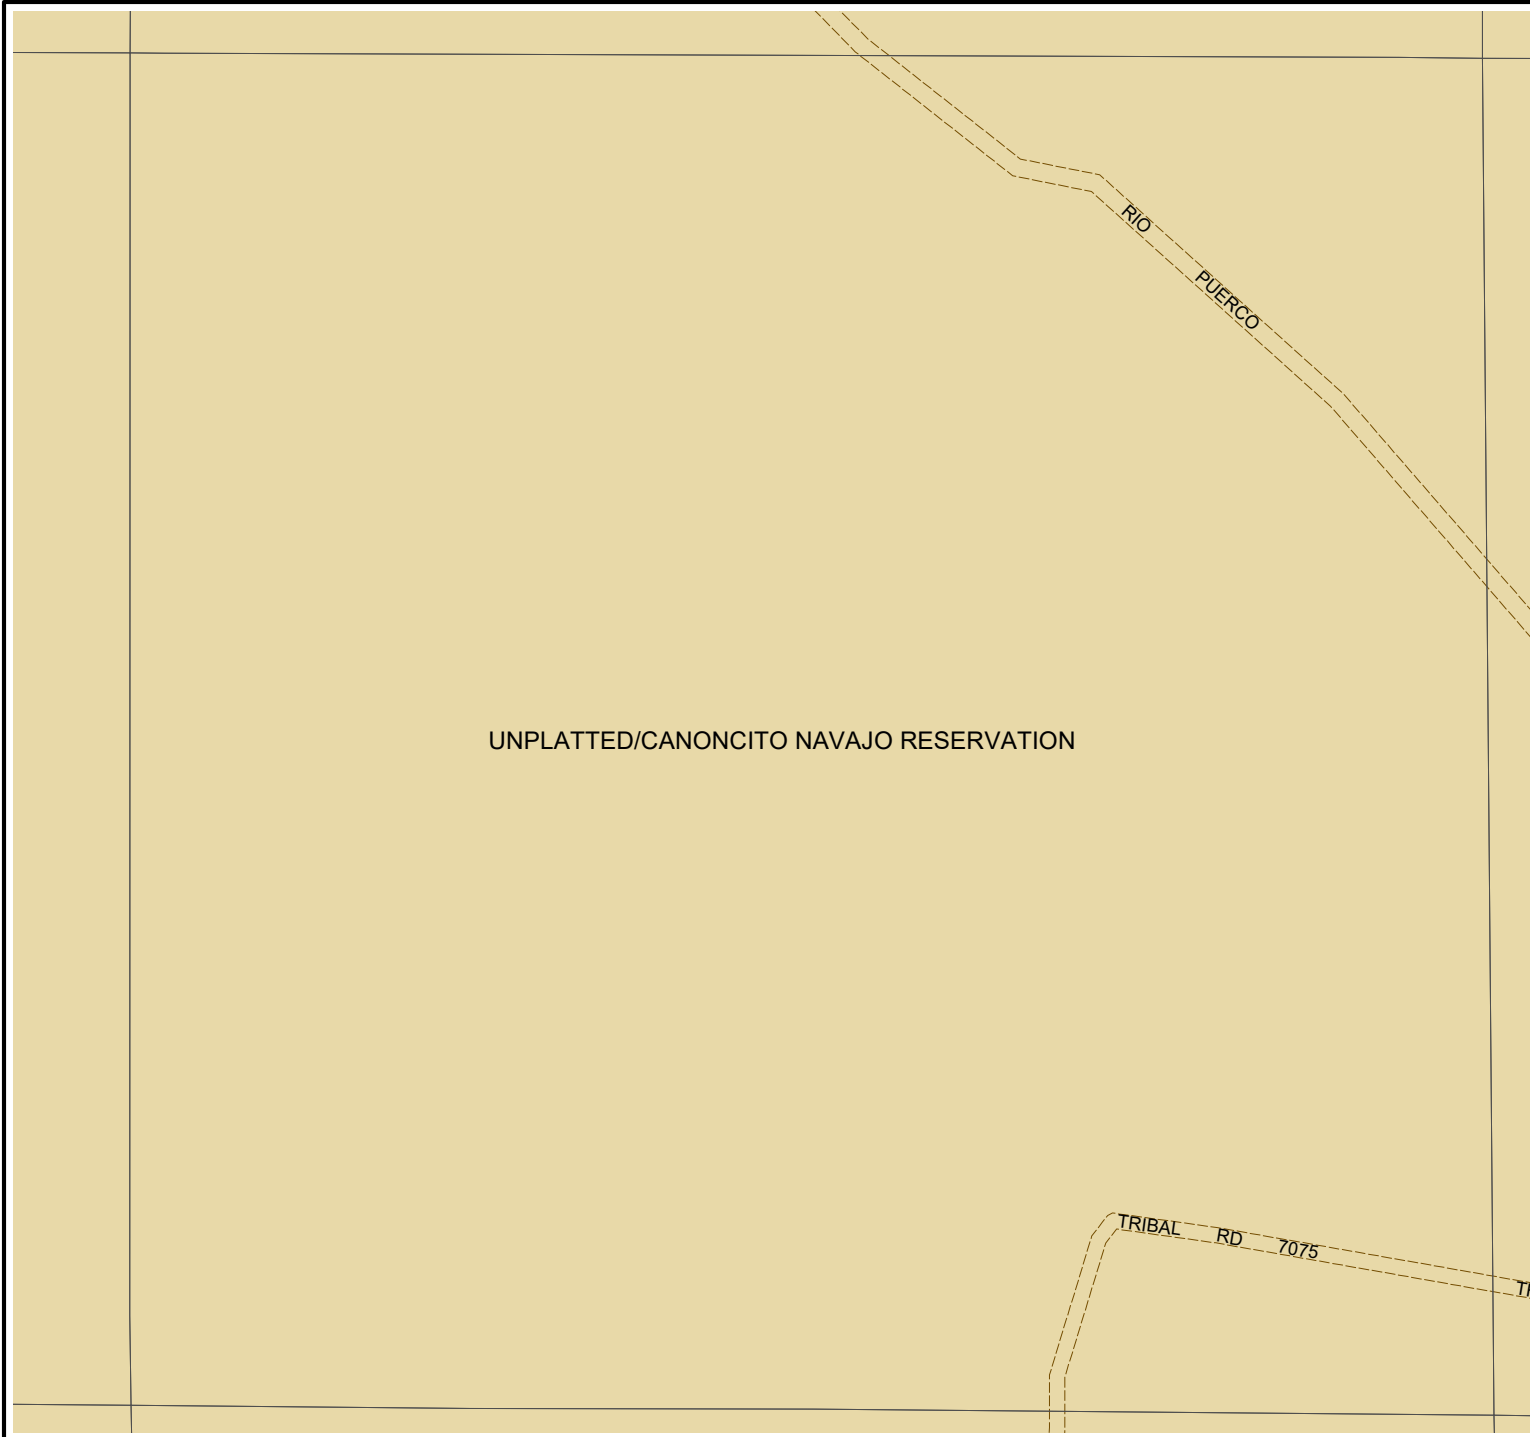 RIO PUERCO
UNPLATTED/CANONCITO NAVAJO RESERVATION
TRIBAL RD 7075